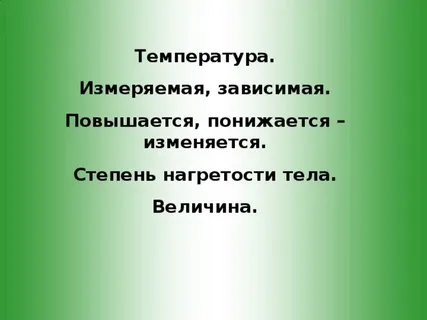 Температура.
Измеряемая, зависимая.
Повышается, понижается –
изменяется.
Степень нагретости тела.
Величина.